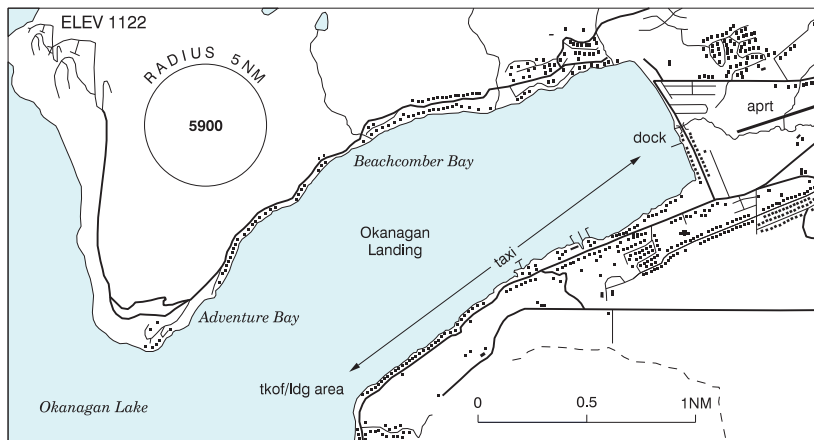 ELEV 1122
RADIUS 5NM
5900
aprt
dock
Beachcomber Bay
Okanagan
Landing
taxi
Adventure Bay
tkof/ldg area
Okanagan Lake
0 0.5 1NM